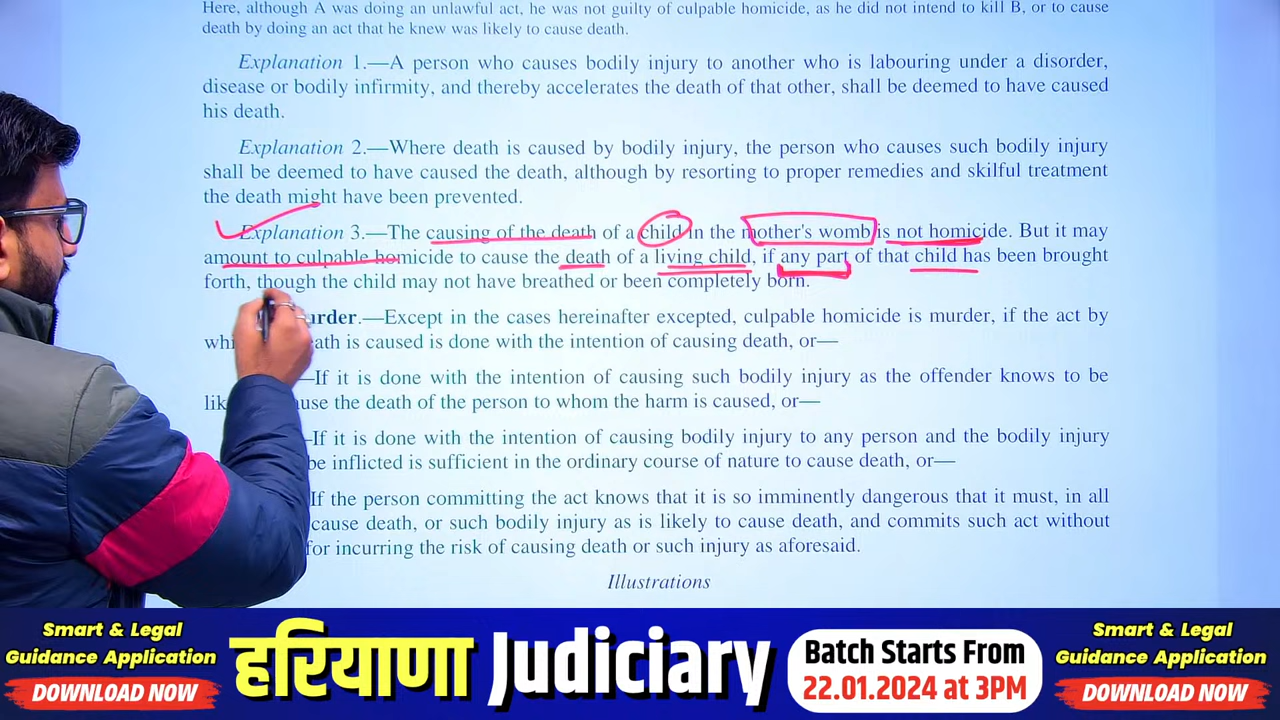 Here, although A was doing an unlawful act, he was not guilty of culpable homicide, as he did not intend to kill B, or to cause
death by doing an act that he knew was likely to cause death.
Explanation 1.—A person who causes bodily injury to another who is labouring under a disorder,
disease or bodily infirmity, and thereby accelerates the death of that other, shall be deemed to have caused
his death.
Explanation 2.—Where death is caused by bodily injury, the person who causes such bodily injury
shall be deemed to have caused the death, although by resorting to proper remedies and skilful treatment
the death might have been prevented.
Explanation 3.—The causing of the death of a child in the mother's womb is not homicide. But it may
amount to culpable homicide to cause the death of a living child, if any part of that child has been brought
forth, though the child may not have breathed or been completely born.
.—Except in the cases hereinafter excepted, culpable homicide is murder, if the act by
is caused is done with the intention of causing death, or—
—If it is done with the intention of causing such bodily injury as the offender knows to be
the death of the person to whom the harm is caused, or—
—If it is done with the intention of causing bodily injury to any person and the bodily injury
be inflicted is sufficient in the ordinary course of nature to cause death, or—
If the person committing the act knows that it is so imminently dangerous that it must, in all
cause death, or such bodily injury as is likely to cause death, and commits such act without
for incurring the risk of causing death or such injury as aforesaid.
Illustrations
Smart & Legal
Guidance Application
DOWNLOAD NOW
हरियाणा Judiciary
Batch Starts From
22.01.2024 at 3PM
Smart & Legal
Guidance Application
DOWNLOAD NOW